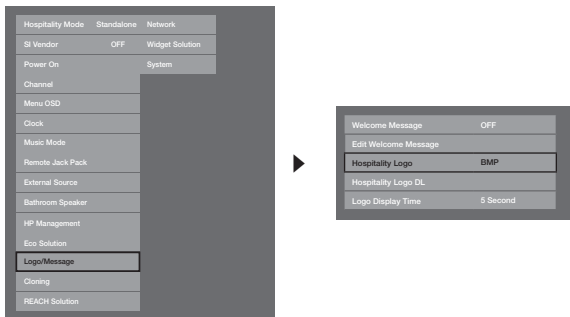 Hospitality Mode Standalone Network
SI Vendor OFF Widget Solution
Power On System
Channel
Menu OSD
Clock
Music Mode
Remote Jack Pack
External Source
Bathroom Speaker
HP Management
Eco Solution
Logo/Message
Cloning
REACH Solution
Welcome Message OFF
Edit Welcome Message
Hospitality Logo BMP
Hospitality Logo DL
Logo Display Time 5 Second